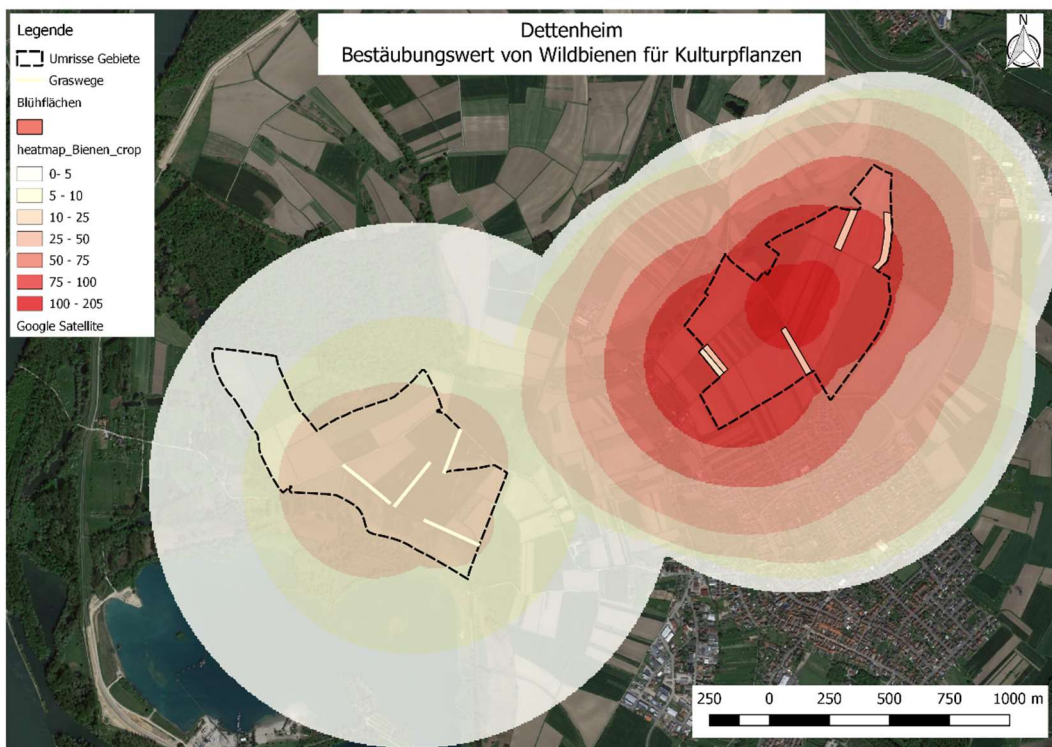 Dettenheim
Bestäubungswert von Wildbienen für Kulturpflanzen
N
Legende
Umrisse Gebiete
Graswege
Blühflächen
heatmap_Bienen_crop
0- 5
5 - 10
10 - 25
25 - 50
50 - 75
75 - 100
100 - 205
Google Satellite
250 0 250 500 750 1000 m